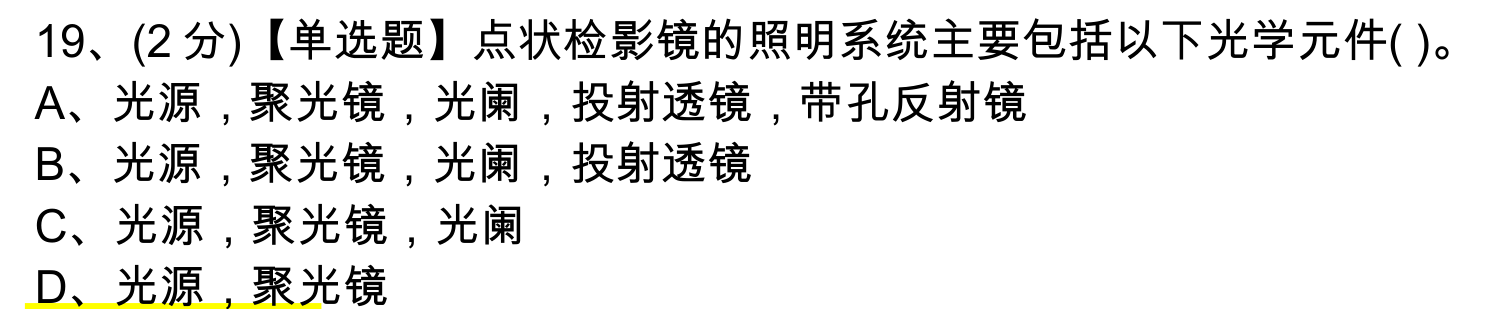 19、(2 分)【单选题】点状检影镜的照明系统主要包括以下光学元件( )。
A、光源，聚光镜，光阑，投射透镜，带孔反射镜
B、光源，聚光镜，光阑，投射透镜
C、光源，聚光镜，光阑
D、光源，聚光镜